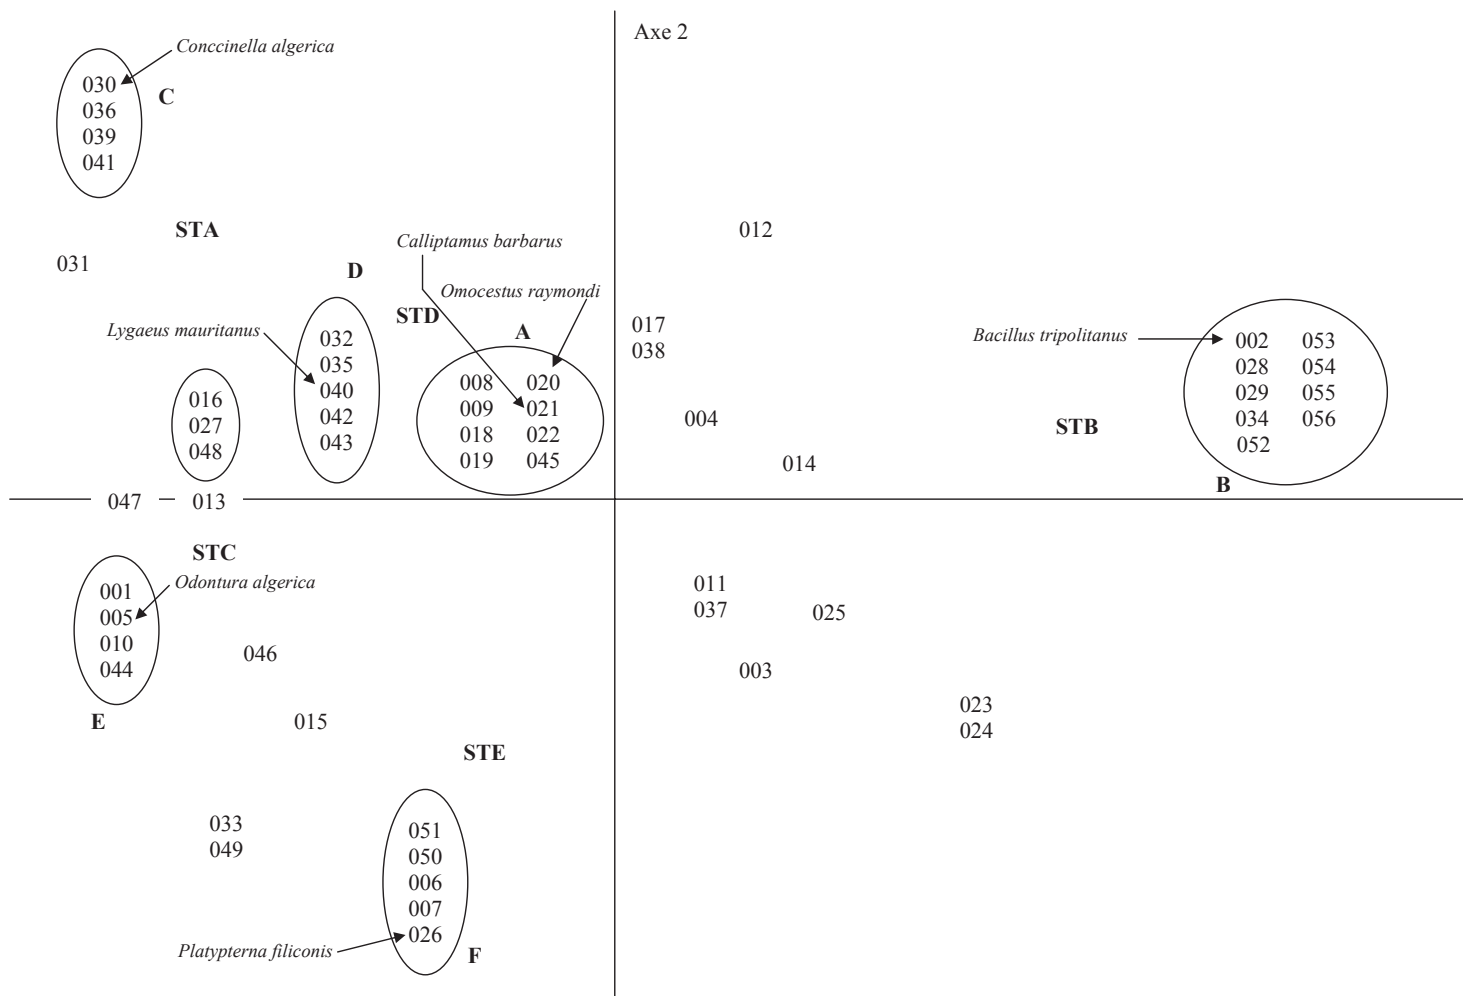 Axe 2
Conccinella algerica
030
036
039
041
C
STA
031
012
Calliptamus barbarus
D
Omocestus raymondi
STD
A
Lygaeus mauritanus
032
035
040
042
043
016
027
048
008 020
009 021
018 022
019 045
017
038
004
014
Bacillus tripolitanus
STB
002 053
028 054
029 055
034 056
052
B
047
013
STC
Odontura algerica
001
005
010
044
E
046
015
STE
033
049
051
050
006
007
026
Platypterna filiconis
F
011
037
025
003
023
024